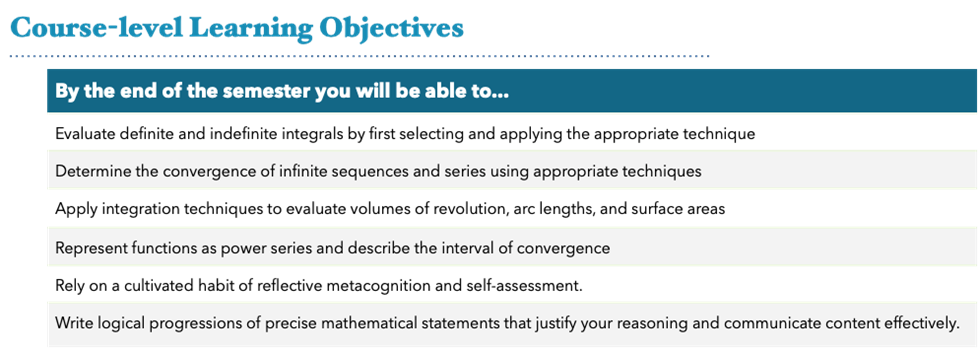 Course-level Learning Objectives
By the end of the semester you will be able to...
Evaluate definite and indefinite integrals by first selecting and applying the appropriate technique
Determine the convergence of infinite sequences and series using appropriate techniques
Apply integration techniques to evaluate volumes of revolution, arc lengths, and surface areas
Represent functions as power series and describe the interval of convergence
Rely on a cultivated habit of reflective metacognition and self-assessment.
Write logical progressions of precise mathematical statements that justify your reasoning and communicate content effectively.